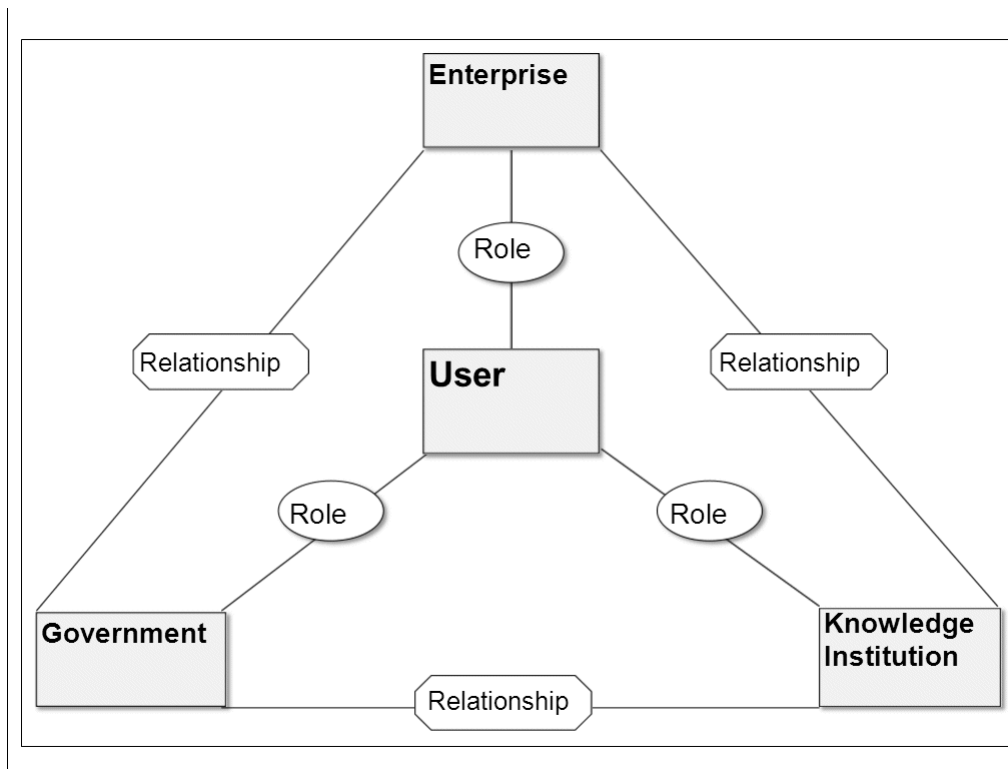 Enterprise
Role
Relationship
Relationship
User
Role
Role
Government
Knowledge
Institution
Relationship